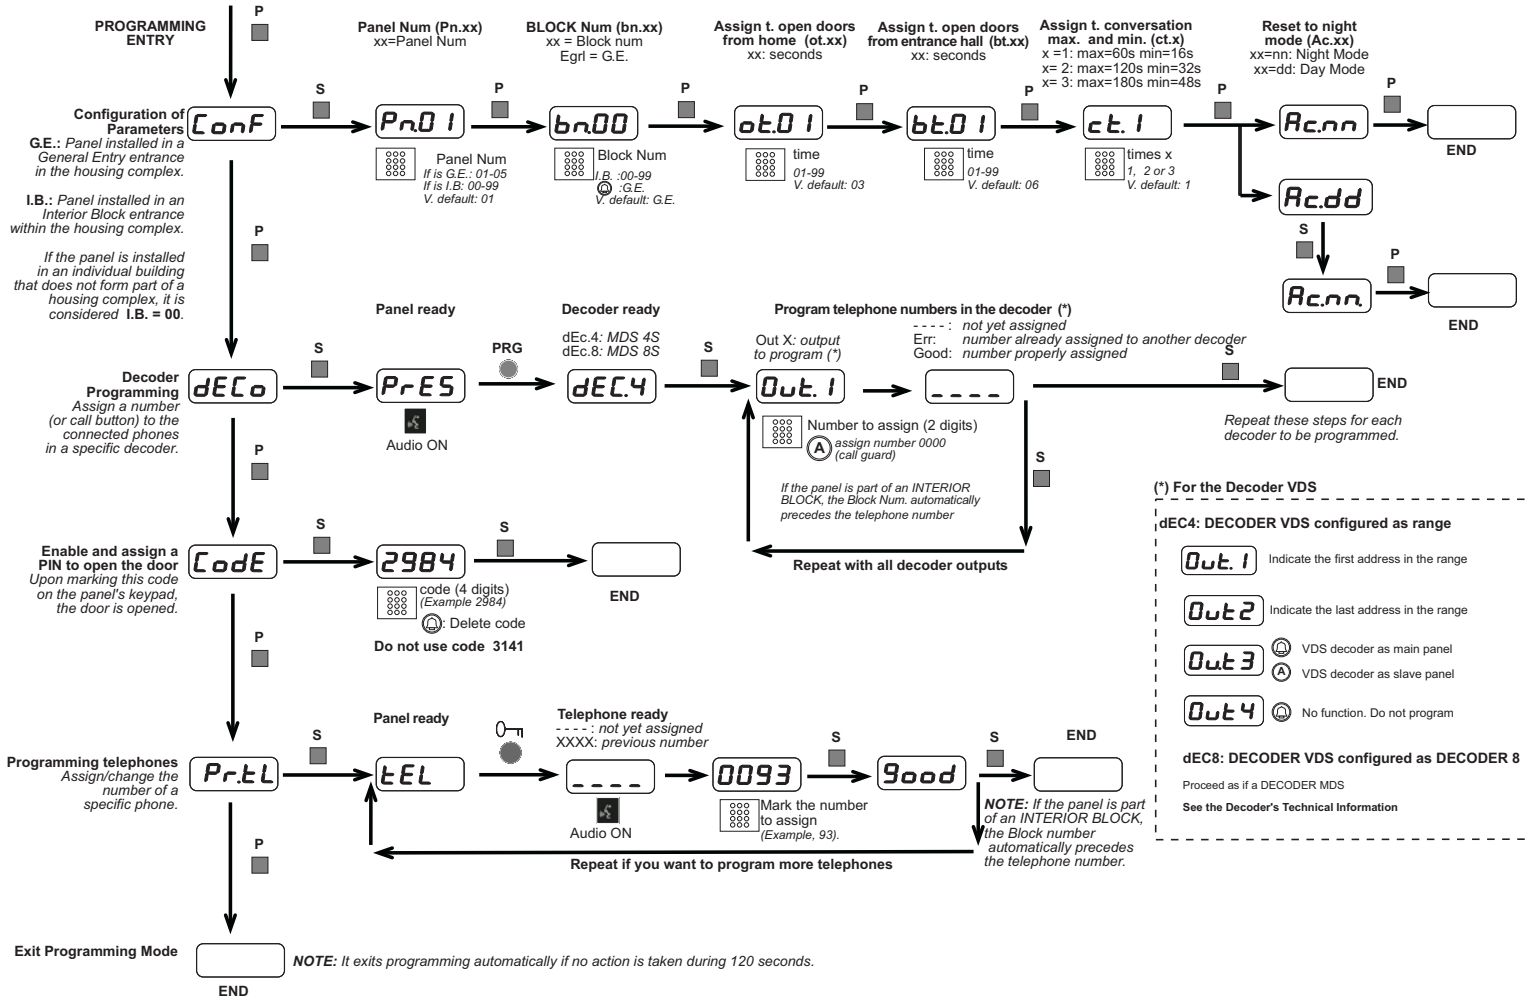 P
PROGRAMMING
ENTRY
Panel Num (Pn.xx)
xx=Panel Num
BLOCK Num (bn.xx)
xx = Block num
Egrl = G.E.
Assign t. open doors
from home (ot.xx)
xx: seconds
Assign t. open doors
from entrance hall (bt.xx)
xx: seconds
Assign t. conversation
max. and min. (ct.x)
x =1: max=60s min=16s
x= 2: max=120s min=32s
x= 3: max=180s min=48s
Reset to night
mode (Ac.xx)
xx=nn: Night Mode
xx=dd: Day Mode
Configuration of
Parameters
G.E.: Panel installed in a
General Entry entrance
in the housing complex.
I.B.: Panel installed in an
Interior Block entrance
within the housing complex.
If the panel is installed
in an individual building
that does not form part of a
housing complex, it is
considered I.B. = 00.
ConF
S
Pn.01
P
bn.00
P
ot.01
P
bt.01
P
ct.1
P
Ac.nn
P
END
Panel Num
If is G.E.: 01-05
If is I.B: 00-99
V. default: 01
Block Num
I.B. :00-99
:G.E.
V. default: G.E.
time
01-99
V. default: 03
time
01-99
V. default: 06
times x
1, 2 or 3
V. default: 1
Ac.dd
S
Ac.nn.
P
END
P
Panel ready
Decoder ready
dEc.4: MDS 4S
dEc.8: MDS 8S
Program telephone numbers in the decoder (*)
Out X: output
to program (*)
- - - - : not yet assigned
Err: number already assigned to another decoder
Good: number properly assigned
Decoder
Programming
Assign a number
(or call button) to the
connected phones
in a specific decoder.
dECo
S
PrES
PRG
dEC.4
S
Out.1
_ _ _ _
S
END
Audio ON
Number to assign (2 digits)
A
assign number 0000
(call guard)
If the panel is part of an INTERIOR
BLOCK, the Block Num. automatically
precedes the telephone number
S
Repeat with all decoder outputs
Repeat these steps for each
decoder to be programmed.
P
Enable and assign a
PIN to open the door
Upon marking this code
on the panel's keypad,
the door is opened.
CodE
S
2984
S
END
code (4 digits)
(Example 2984)
: Delete code
Do not use code 3141
(*) For the Decoder VDS
dEC4: DECODER VDS configured as range
Out.1
Indicate the first address in the range
Out2
Indicate the last address in the range
Out3
VDS decoder as main panel
A
VDS decoder as slave panel
Out4
No function. Do not program
dEC8: DECODER VDS configured as DECODER 8
Proceed as if a DECODER MDS
See the Decoder's Technical Information
P
Panel ready
Telephone ready
- - - - : not yet assigned
XXXX: previous number
Programming telephones
Assign/change the
number of a
specific phone.
Pr.tL
S
tEL
_ _ _ _
0093
S
good
S
END
Audio ON
Mark the number
to assign
(Example, 93).
NOTE: If the panel is part
of an INTERIOR BLOCK,
the Block number
automatically precedes
the telephone number.
Repeat if you want to program more telephones
P
Exit Programming Mode
NOTE: It exits programming automatically if no action is taken during 120 seconds.
END